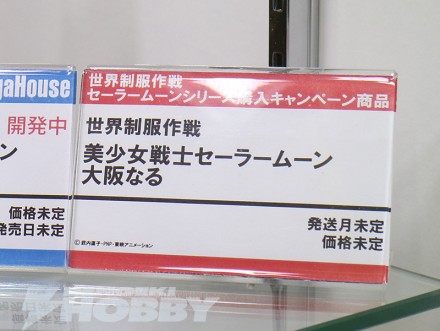 gaHouse
開発中
ン
価格未定
発売日未定
世界制服作戦
セーラームーンシリーズ購入キャンペーン商品
世界制服作戦
美少女戦士セーラームーン
大阪なる
発送月未定
価格未定
©武内直子・PNP・東映アニメーション
HOBBY